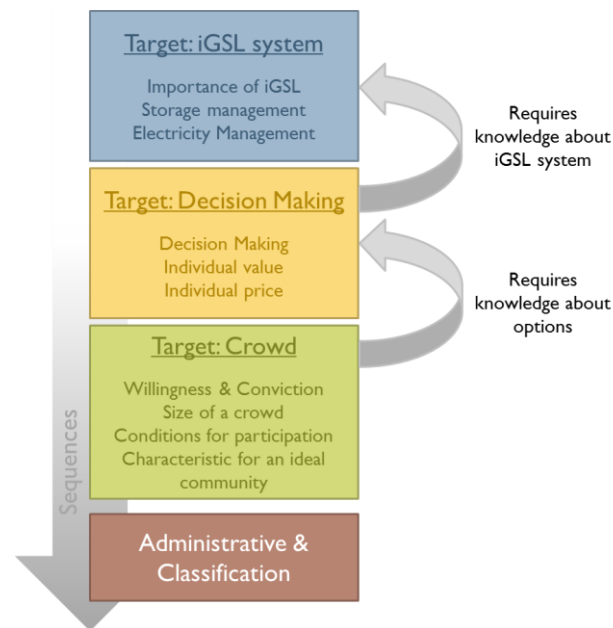 Target: iGSL system
Importance of iGSL
Storage management
Electricity Management
Requires
knowledge about
iGSL system
Target: Decision Making
Decision Making
Individual value
Individual price
Requires
knowledge about
options
Target: Crowd
Willingness & Conviction
Size of a crowd
Conditions for participation
Characteristic for an ideal
community
Sequences
Administrative &
Classification